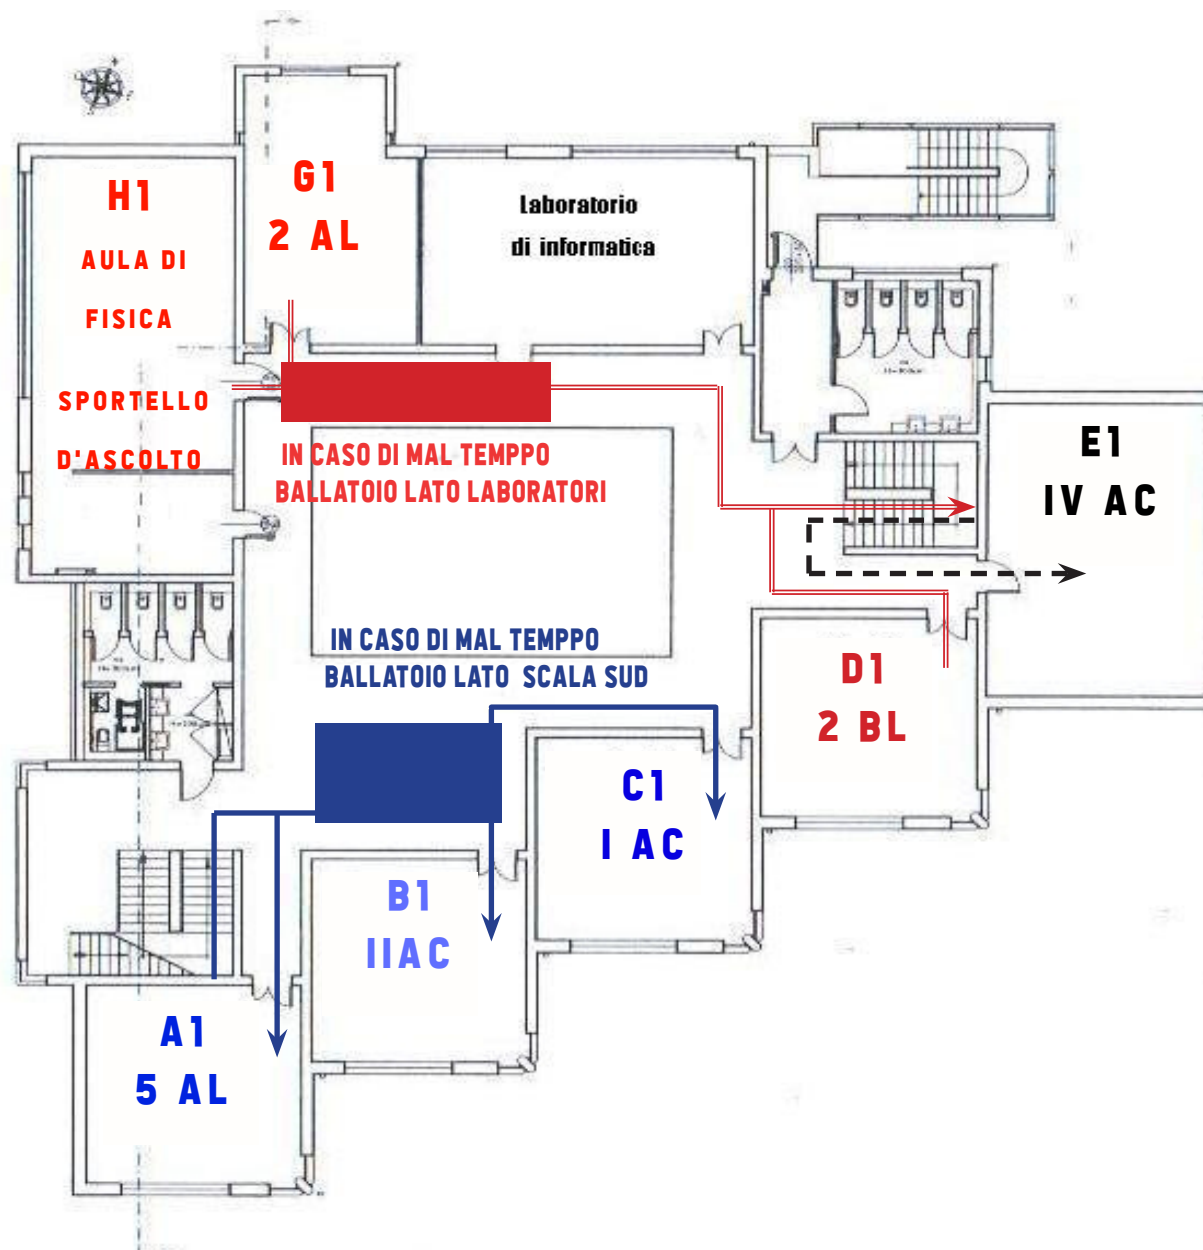 G1
2 AL
H1
AULA DI
FISICA
SPORTELLO
D'ASCOLTO
Laboratorio
di informatica
E1
IV AC
IN CASO DI MAL TEMPPO
BALLATOIO LATO LABORATORI
IN CASO DI MAL TEMPPO
BALLATOIO LATO SCALA SUD
D1
2 BL
C1
I AC
B1
IIAC
A1
5 AL